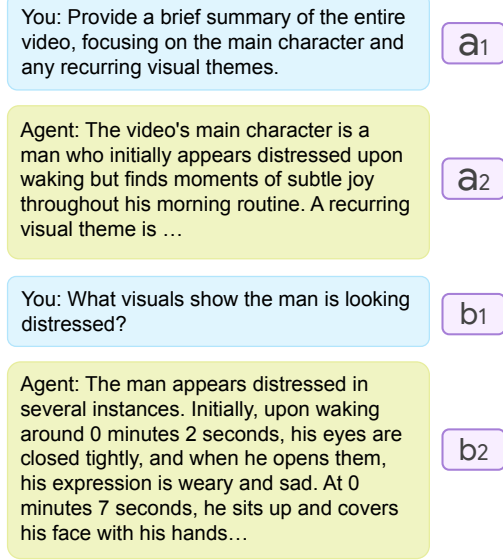 You: Provide a brief summary of the entire
video, focusing on the main character and
any recurring visual themes.
a1
Agent: The video's main character is a
man who initially appears distressed upon
waking but finds moments of subtle joy
throughout his morning routine. A recurring
visual theme is …
a2
You: What visuals show the man is looking
distressed?
b1
Agent: The man appears distressed in
several instances. Initially, upon waking
around 0 minutes 2 seconds, his eyes are
closed tightly, and when he opens them,
his expression is weary and sad. At 0
minutes 7 seconds, he sits up and covers
his face with his hands…
b2